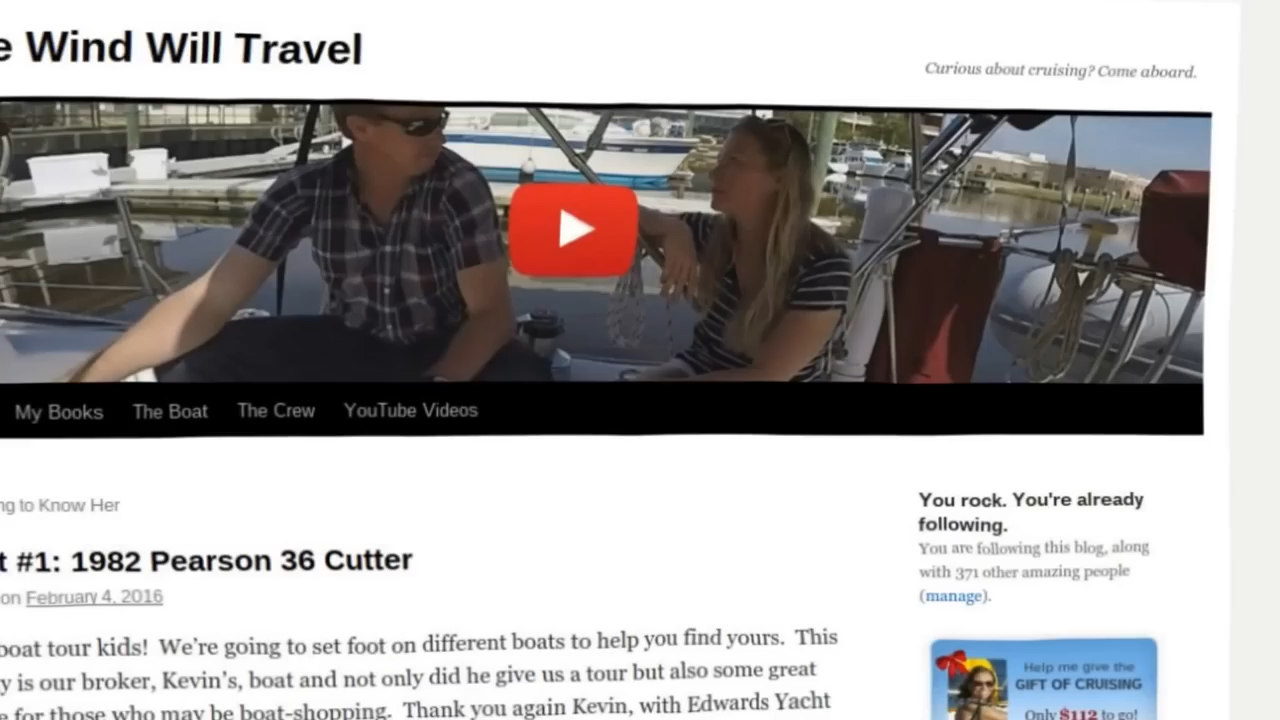 e Wind Will Travel
Curious about cruising? Come aboard.
My Books The Boat The Crew YouTube Videos
ng to Know Her
You rock. You're already
following.
t #1: 1982 Pearson 36 Cutter
You are following this blog, along
with 371 other amazing people
(manage).
on February 4, 2016
boat tour kids! We're going to set foot on different boats to help you find yours. This
y is our broker, Kevin's, boat and not only did he give us a tour but also some great
e for those who may be boat-shopping. Thank you again Kevin, with Edwards Yacht
Help me give the
GIFT OF CRUISING
Only $112 to go!